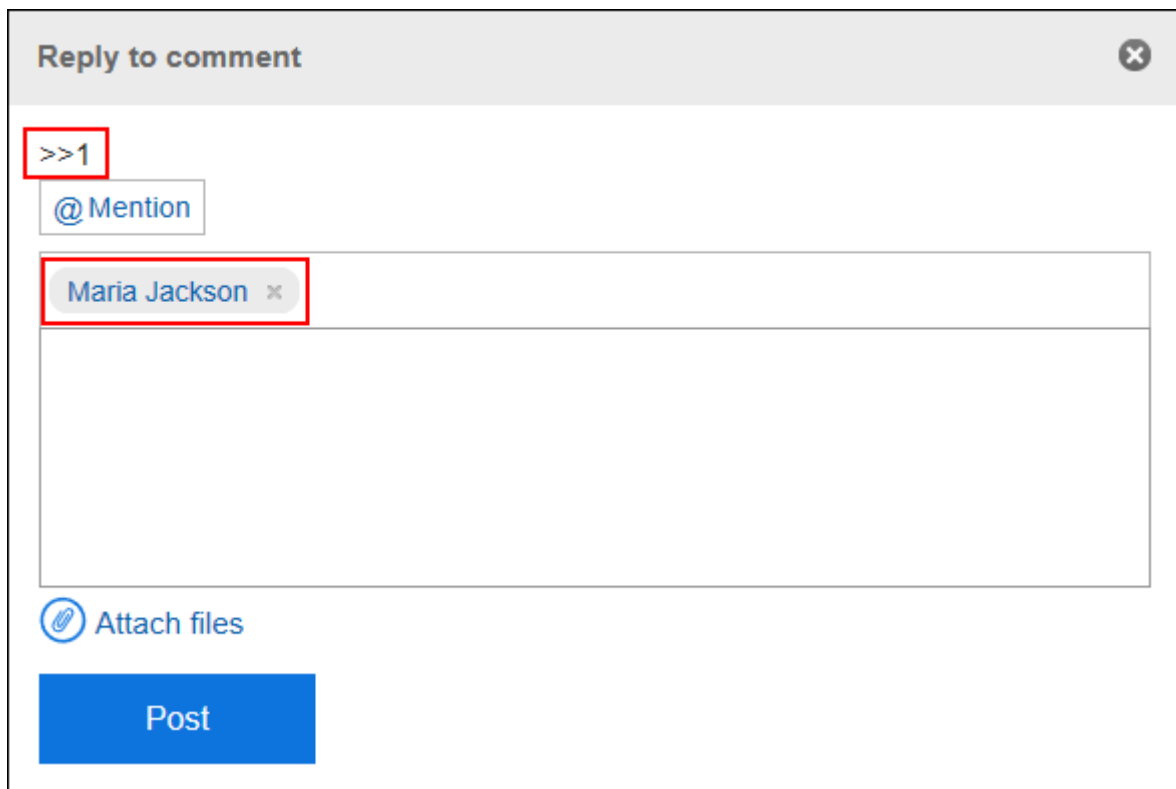 Reply to comment
>>1
@Mention
Maria Jackson
Attach files
Post